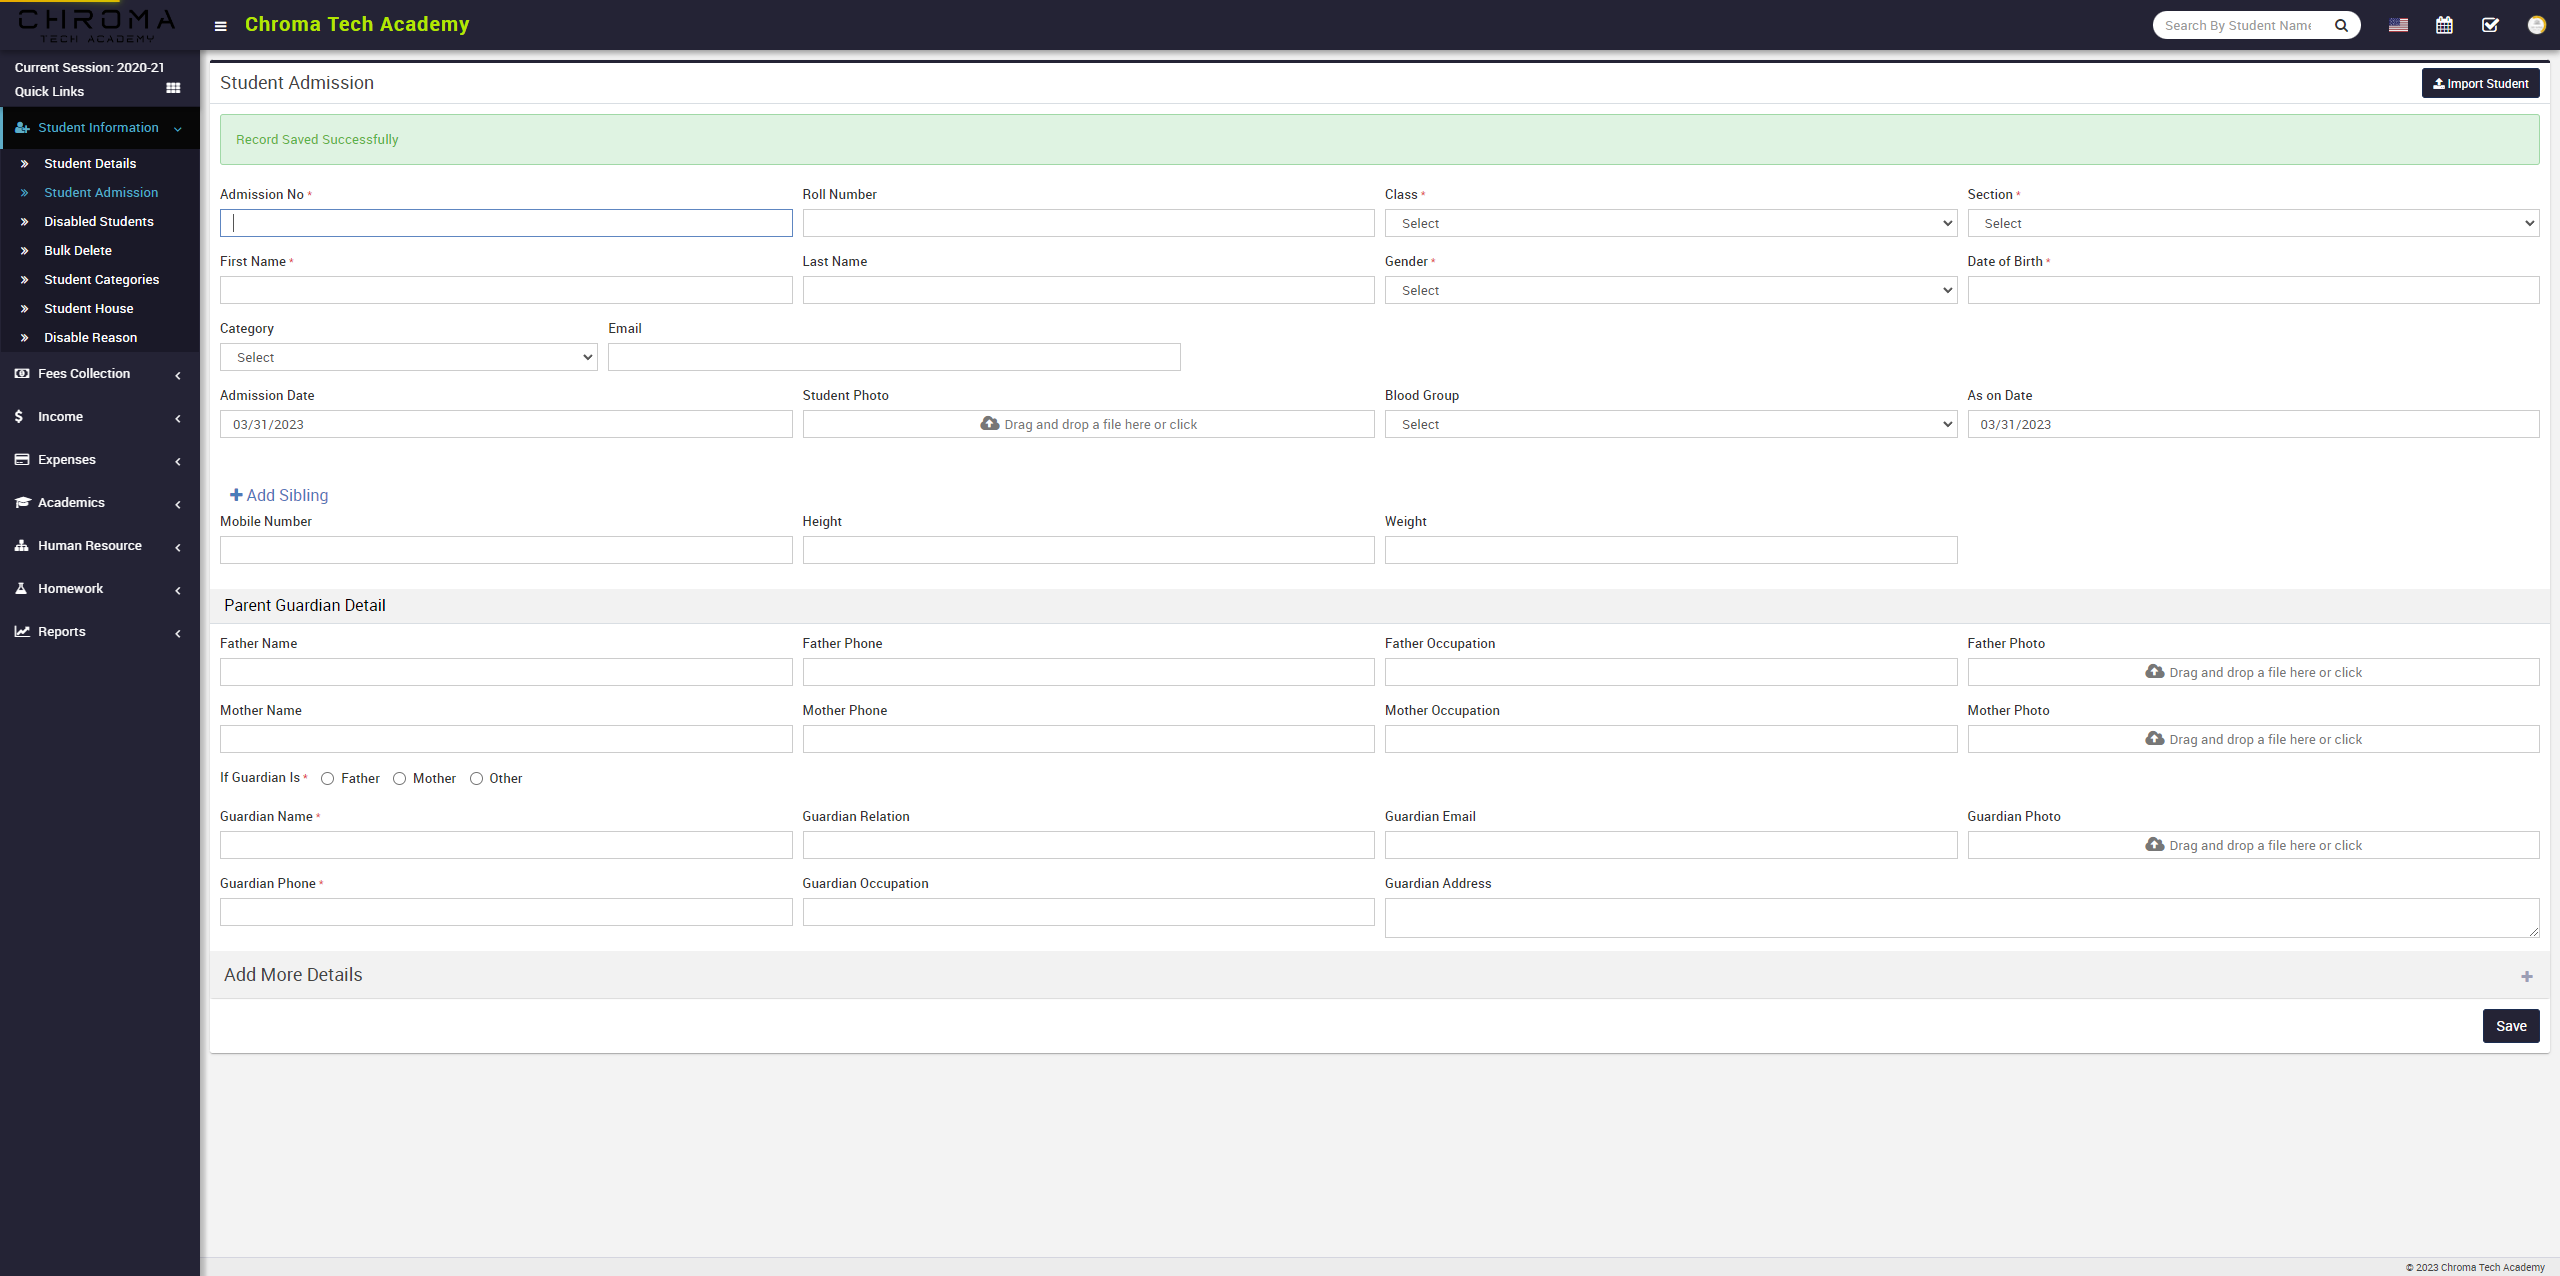 CHROMA
TECH ACADEMY
Chroma Tech Academy
Search By Student Name
Current Session: 2020-21
Quick Links
Student Information
Student Details
Student Admission
Disabled Students
Bulk Delete
Student Categories
Student House
Disable Reason
Fees Collection
Income
Expenses
Academics
Human Resource
Homework
Reports
Student Admission
Import Student
Record Saved Successfully
Admission No *
Roll Number
Class *
Section *
Select
Select
First Name *
Last Name
Gender *
Date of Birth *
Select
Category
Email
Select
Admission Date
Student Photo
Blood Group
As on Date
03/31/2023
Drag and drop a file here or click
Select
03/31/2023
Add Sibling
Mobile Number
Height
Weight
Parent Guardian Detail
Father Name
Father Phone
Father Occupation
Father Photo
Drag and drop a file here or click
Mother Name
Mother Phone
Mother Occupation
Mother Photo
Drag and drop a file here or click
If Guardian Is * Father Mother Other
Guardian Name *
Guardian Relation
Guardian Email
Guardian Photo
Drag and drop a file here or click
Guardian Phone *
Guardian Occupation
Guardian Address
Add More Details
Save
© 2023 Chroma Tech Academy